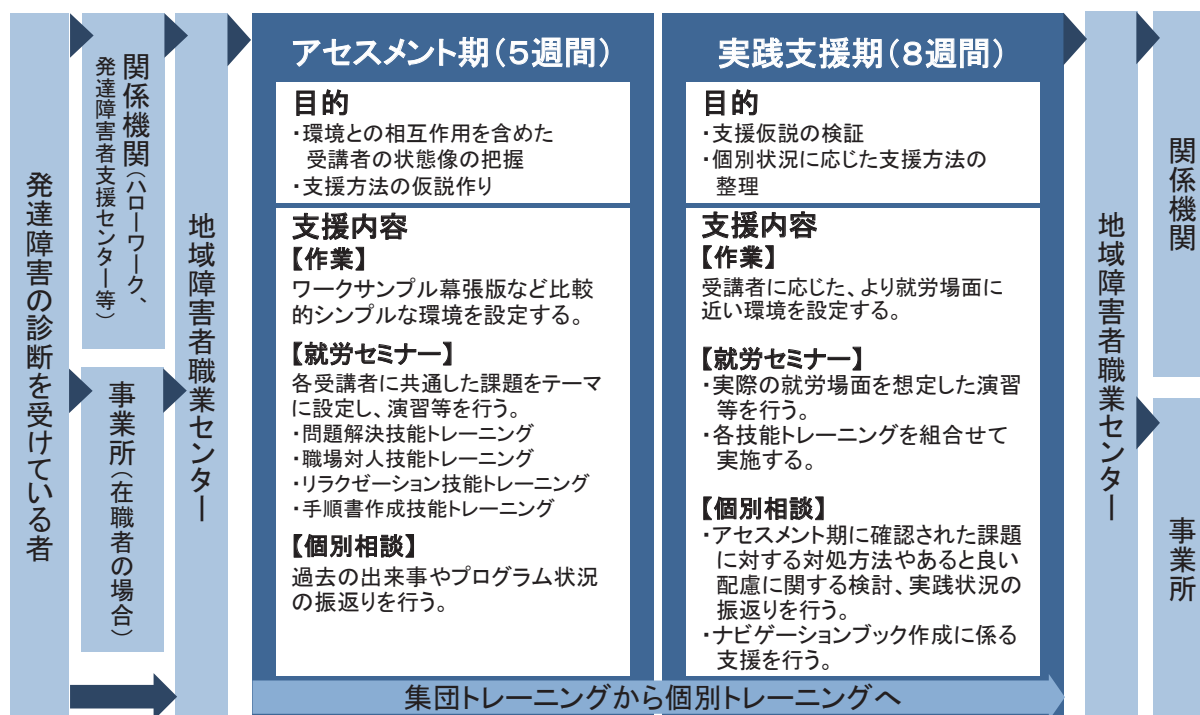 発達障害の診断を受けている者
関係機関(ハローワーク、
発達障害者支援センター等)
事業所(在職者の場合)
地域障害者職業センター
アセスメント期(5週間)
目的
・環境との相互作用を含めた
受講者の状態像の把握
・支援方法の仮説作り
支援内容
【作業】
ワークサンプル幕張版など比較
的シンプルな環境を設定する。
【就労セミナー】
各受講者に共通した課題をテーマ
に設定し、演習等を行う。
・問題解決技能トレーニング
・職場対人技能トレーニング
・リラクゼーション技能トレーニング
・手順書作成技能トレーニング
【個別相談】
過去の出来事やプログラム状況
の振返りを行う。
実践支援期(8週間)
目的
・支援仮説の検証
・個別状況に応じた支援方法の
整理
支援内容
【作業】
受講者に応じた、より就労場面に
近い環境を設定する。
【就労セミナー】
・実際の就労場面を想定した演習
等を行う。
・各技能トレーニングを組合せて
実施する。
【個別相談】
・アセスメント期に確認された課題
に対する対処方法やあると良い
配慮に関する検討、実践状況の
振返りを行う。
・ナビゲーションブック作成に係る
支援を行う。
集団トレーニングから個別トレーニングへ
地域障害者職業センター
関係機関
事業所